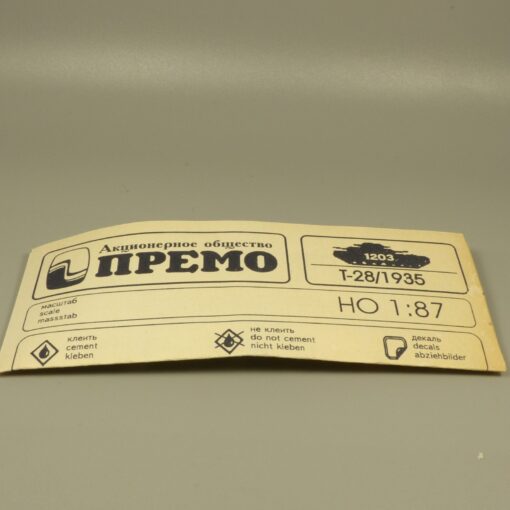 Акционерное общество
ПРЕМО
1203
Т-28/1935
масштаб
scale
massstab
HO 1:87
клеить
cement
kleben
не клеить
do not cement
nicht kleben
декаль
decals
abziehbilder